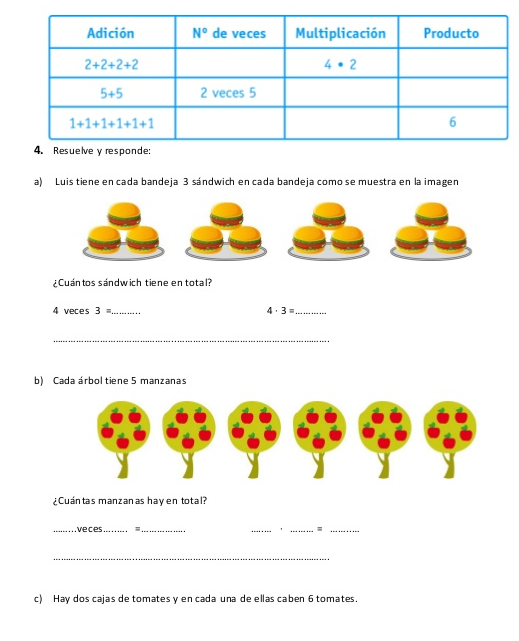 Adición Nº de veces Multiplicación Producto
2+2+2+2 4 • 2
5+5 2 veces 5
1+1+1+1+1+1 6
4. Resuelve y responde:
a) Luis tiene en cada bandeja 3 sándwich en cada bandeja como se muestra en la imagen
¿Cuántos sándwich tiene en total?
4 veces 3 =........... 4 · 3 =............
........................................................................................
b) Cada árbol tiene 5 manzanas
¿Cuántas manzanas hay en total?
.........veces......... =................ ........ · ......... = ...........
........................................................................................
c) Hay dos cajas de tomates y en cada una de ellas caben 6 tomates.